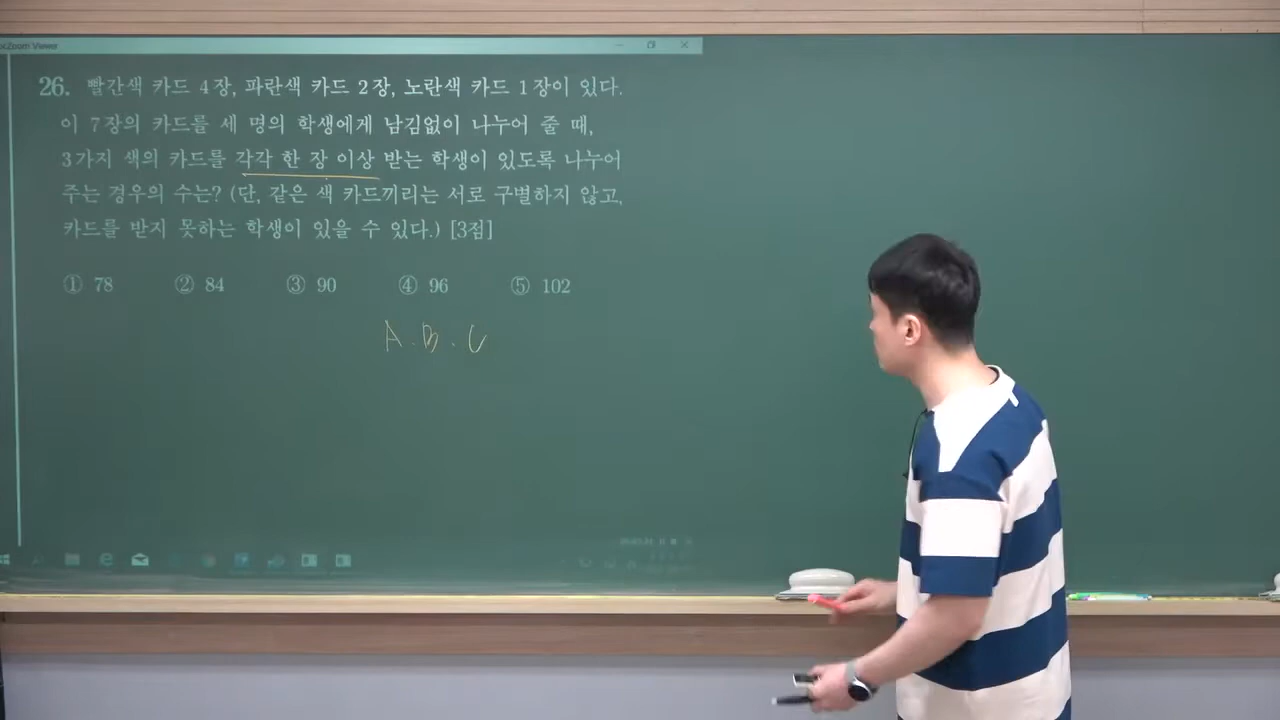 26. 빨간색 카드 4장, 파란색 카드 2장, 노란색 카드 1장이 있다.
이 7장의 카드를 세 명의 학생에게 남김없이 나누어 줄 때,
3가지 색의 카드를 각각 한 장 이상 받는 학생이 있도록 나누어
주는 경우의 수는? (단, 같은 색 카드끼리는 서로 구별하지 않고,
카드를 받지 못하는 학생이 있을 수 있다.) [3점]
① 78 ② 84 ③ 90 ④ 96 ⑤ 102
A . B . C